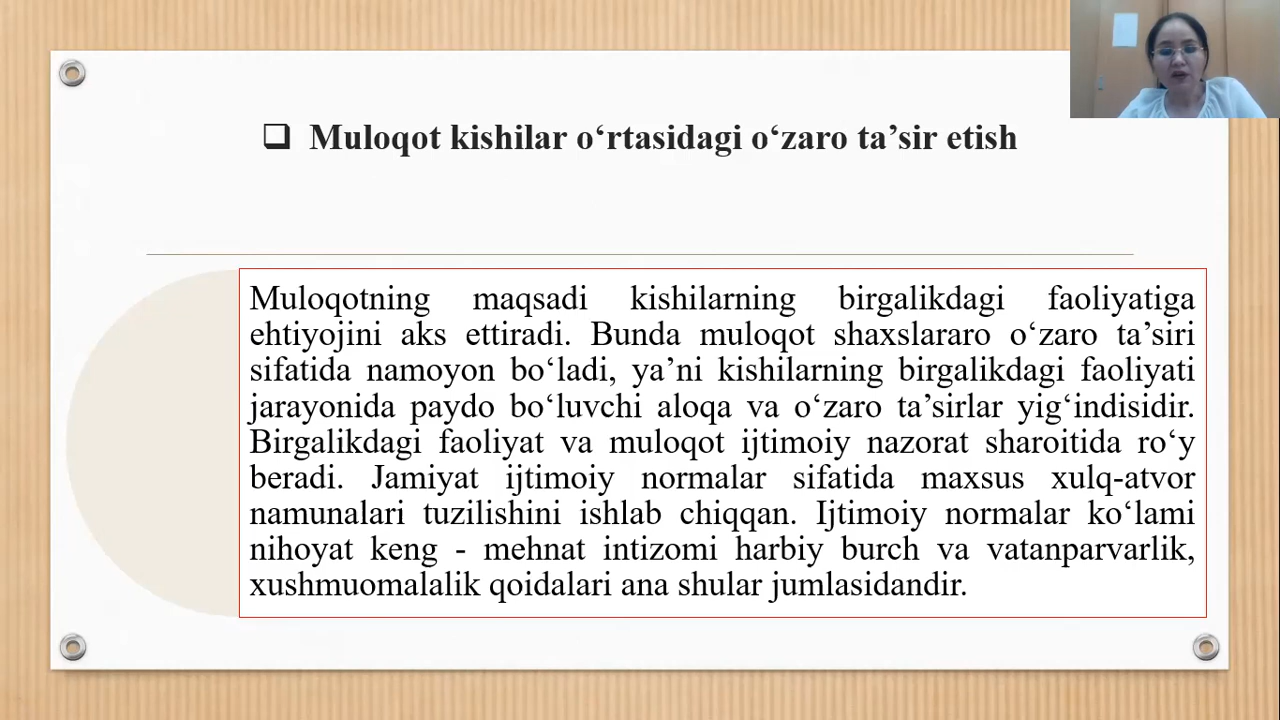 ❑ Muloqot kishilar o‘rtasidagi o‘zaro ta’sir etish
Muloqotning maqsadi kishilarning birgalikdagi faoliyatiga
ehtiyojini aks ettiradi. Bunda muloqot shaxslararo o‘zaro ta’siri
sifatida namoyon bo‘ladi, ya’ni kishilarning birgalikdagi faoliyati
jarayonida paydo bo‘luvchi aloqa va o‘zaro ta’sirlar yig‘indisidir.
Birgalikdagi faoliyat va muloqot ijtimoiy nazorat sharoitida ro‘y
beradi. Jamiyat ijtimoiy normalar sifatida maxsus xulq-atvor
namunalari tuzilishini ishlab chiqqan. Ijtimoiy normalar ko‘lami
nihoyat keng - mehnat intizomi harbiy burch va vatanparvarlik,
xushmuomalalik qoidalari ana shular jumlasidandir.